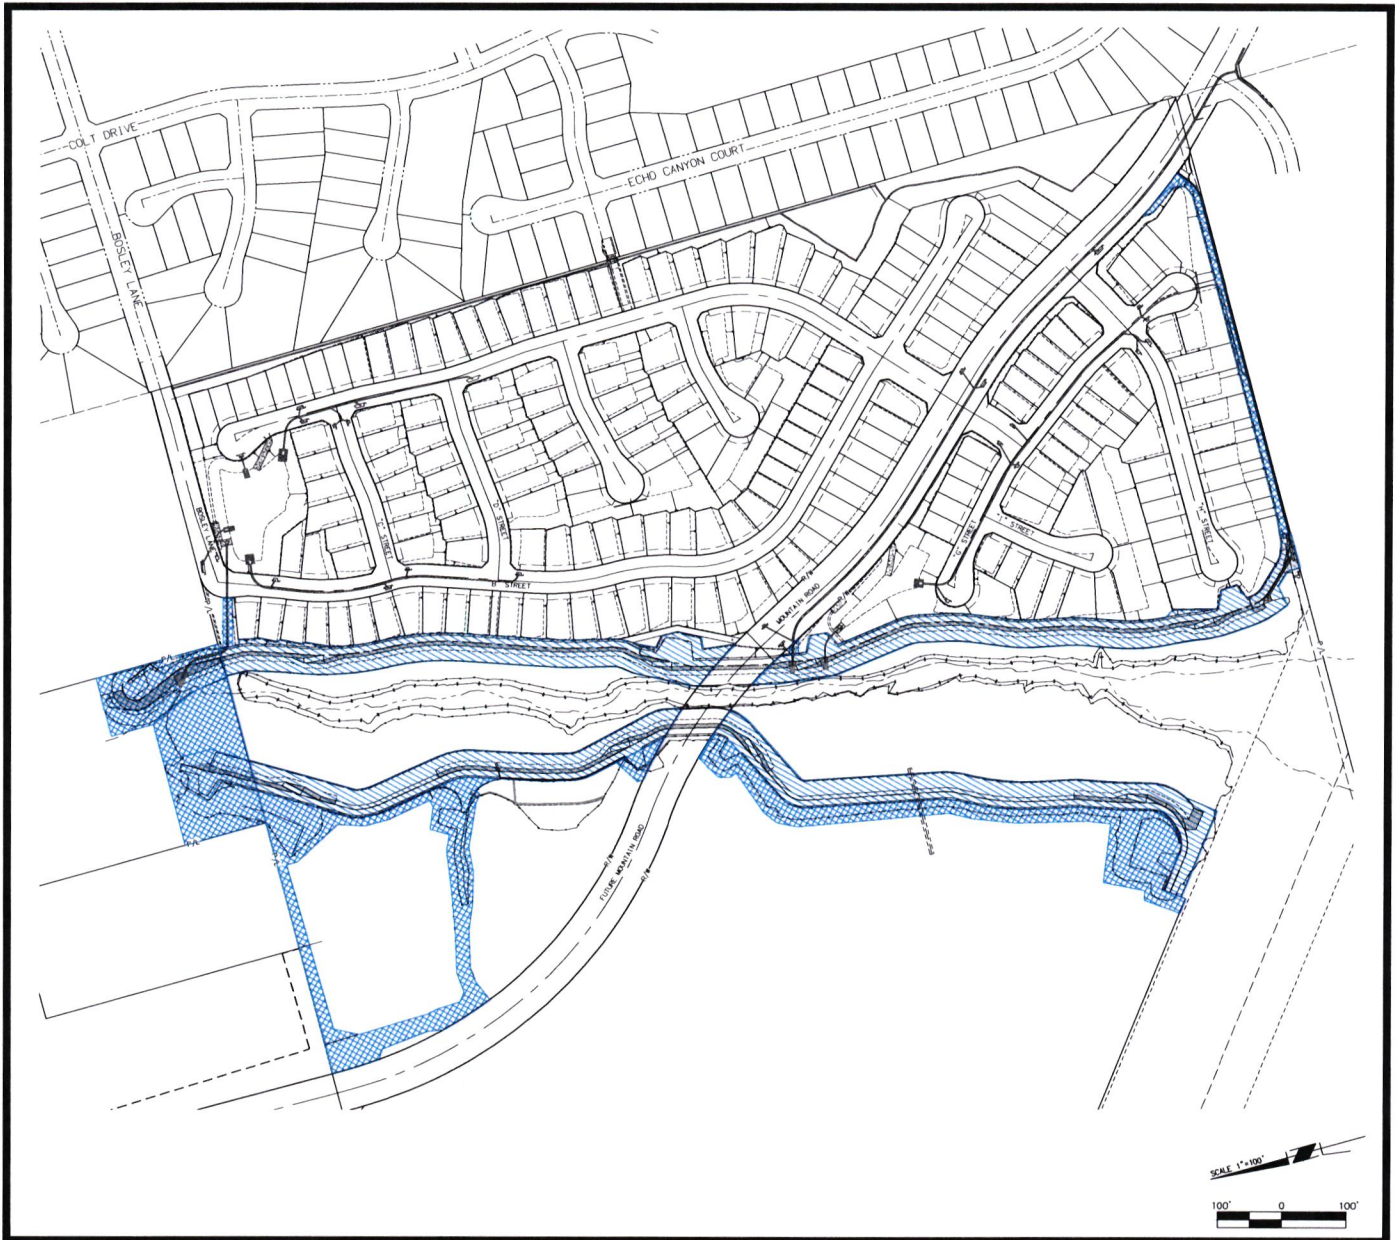 COLT DRIVE
ECHO CANYON COURT
BOSLEY LANE
BOSLEY LANE
"C" STREET
"D" STREET
"B" STREET
"G" STREET
"I" STREET
"H" STREET
MOUNTAIN ROAD
R/W
R/W
P/L
P/L
P/L
P/L
FUTURE MOUNTAIN ROAD
R/W
R/W
SCALE 1"=100'
100' 0 100'